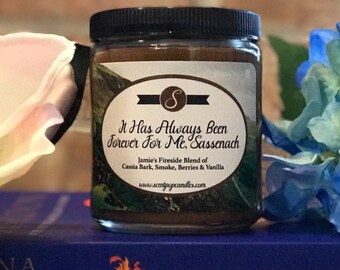 S
It Has Always Been
Forever For Me, Sassenach
Jamie's Fireside Blend of
Cassia Bark, Smoke, Berries & Vanilla
www.scentpopcandles.com
NA